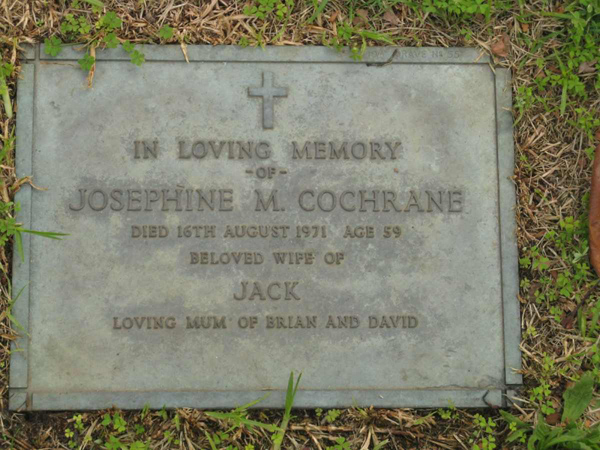 IN LOVING MEMORY
-OF-
JOSEPHINE M. COCHRANE
DIED 16TH AUGUST 1971 AGE 59
BELOVED WIFE OF
JACK
LOVING MUM OF BRIAN AND DAVID